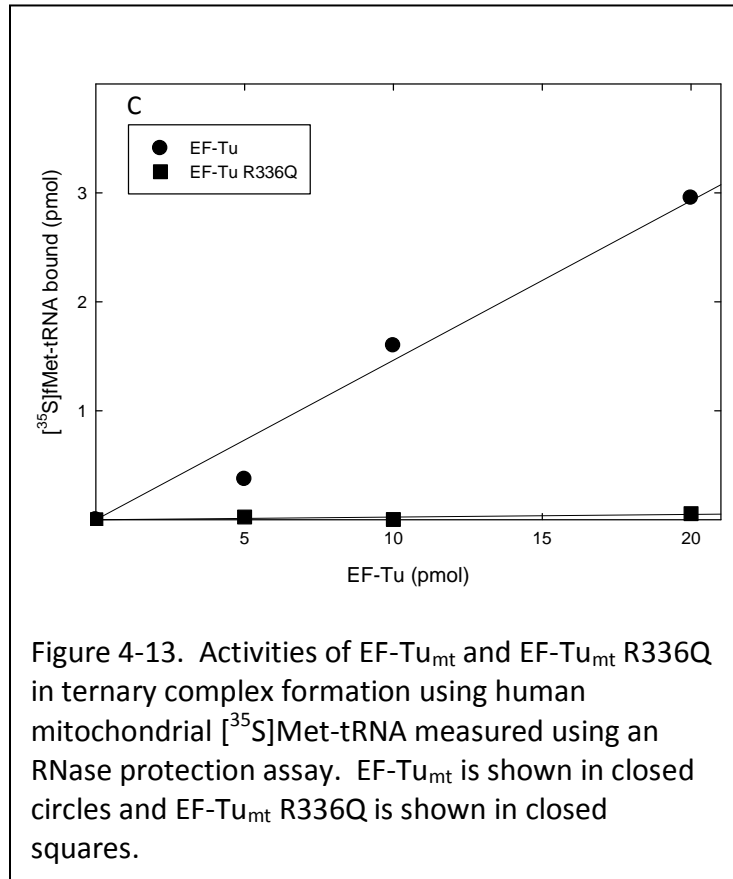 C
EF-Tu
EF-Tu R336Q
[³⁵S]fMet-tRNA bound (pmol)
3
2
1
5
10
15
20
EF-Tu (pmol)
Figure 4-13. Activities of EF-Tumt and EF-Tumt R336Q
in ternary complex formation using human
mitochondrial [³⁵S]Met-tRNA measured using an
RNase protection assay. EF-Tumt is shown in closed
circles and EF-Tumt R336Q is shown in closed
squares.